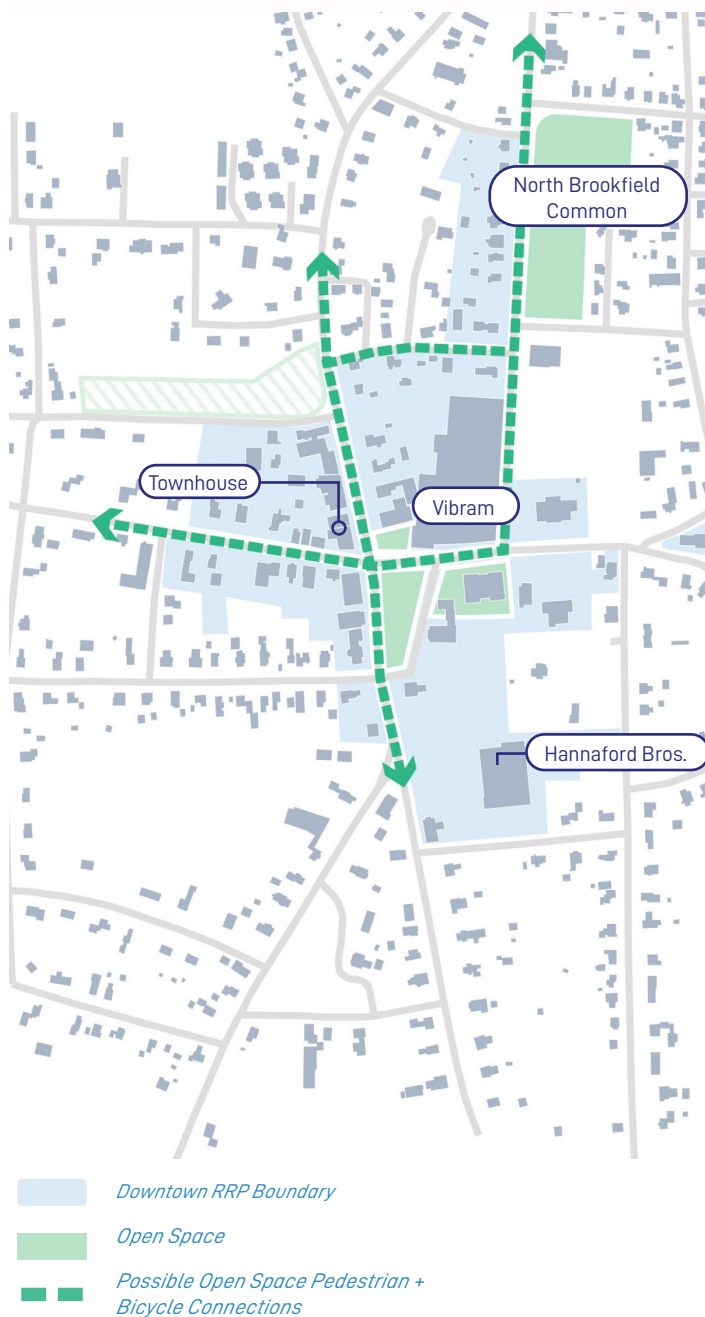 North Brookfield
Common
Townhouse
Vibram
Hannaford Bros.
Downtown RRP Boundary
Open Space
Possible Open Space Pedestrian +
Bicycle Connections